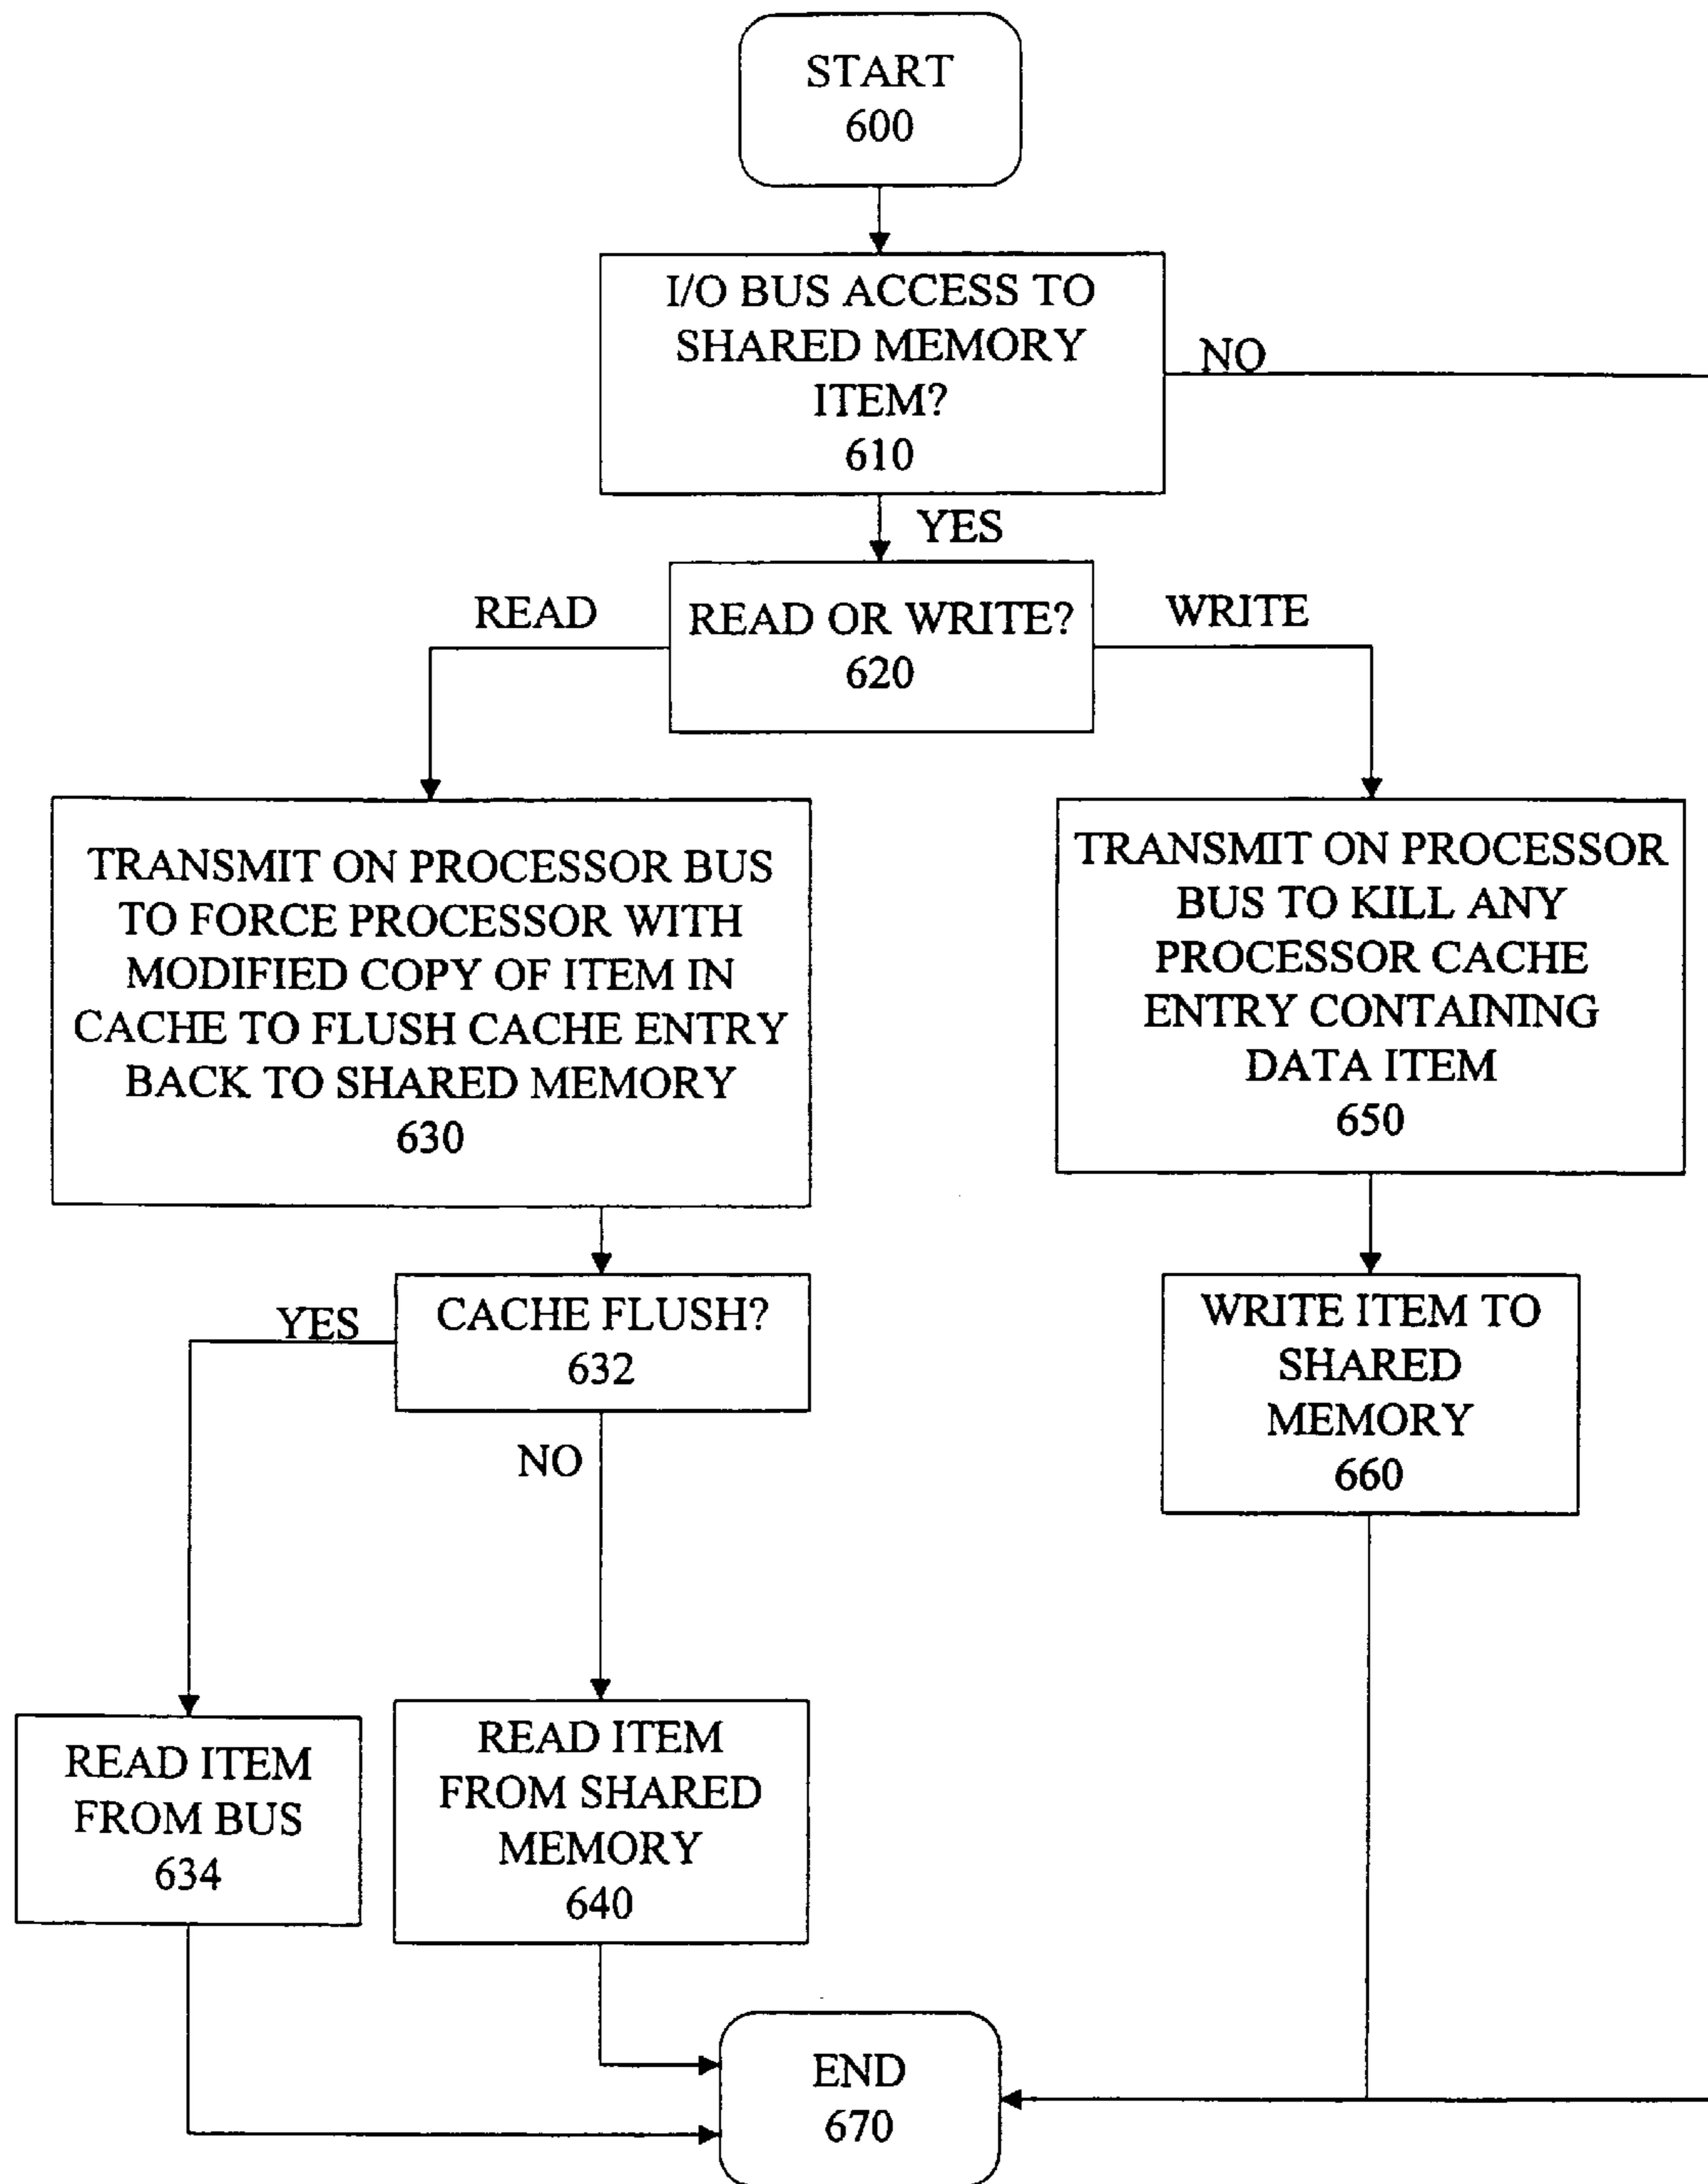 START
600
I/O BUS ACCESS TO
SHARED MEMORY
ITEM?
610
NO
YES
READ
READ OR WRITE?
620
WRITE
TRANSMIT ON PROCESSOR BUS
TO FORCE PROCESSOR WITH
MODIFIED COPY OF ITEM IN
CACHE TO FLUSH CACHE ENTRY
BACK TO SHARED MEMORY
630
TRANSMIT ON PROCESSOR
BUS TO KILL ANY
PROCESSOR CACHE
ENTRY CONTAINING
DATA ITEM
650
YES
CACHE FLUSH?
632
NO
WRITE ITEM TO
SHARED
MEMORY
660
READ ITEM
FROM BUS
634
READ ITEM
FROM SHARED
MEMORY
640
END
670